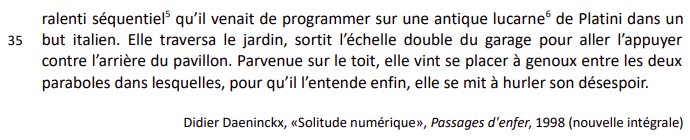 ralenti séquentiel⁵ qu’il venait de programmer sur une antique lucarne⁶ de Platini dans un
35 but italien. Elle traversa le jardin, sortit l’échelle double du garage pour aller l’appuyer
contre l’arrière du pavillon. Parvenue sur le toit, elle vint se placer à genoux entre les deux
paraboles dans lesquelles, pour qu’il l’entende enfin, elle se mit à hurler son désespoir.
Didier Daeninckx, «Solitude numérique», Passages d'enfer, 1998 (nouvelle intégrale)